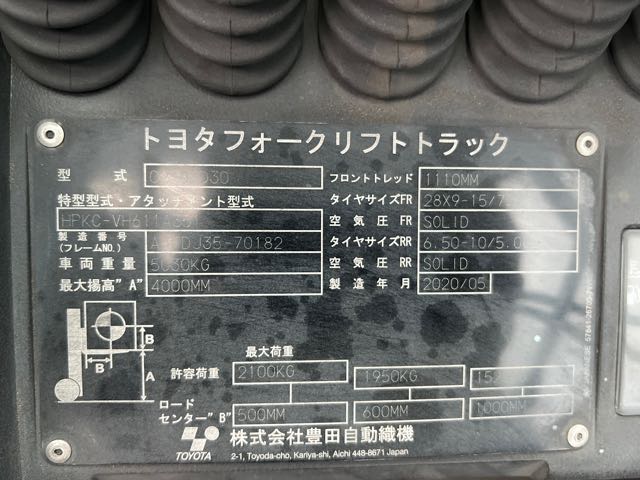 トヨタフォークリフトトラック
型式
フロントトレッド 1110MM
特型型式・アタッチメント型式
タイヤサイズFR 28X9-15/7
空気圧 FR SOLID
製造番号
(フレームNO.)
タイヤサイズRR
車両重量 5030KG
空気圧 RR SOLID
最大揚高"A" 4000MM
製造年月 2020/05
B
B
A
最大荷重
許容荷重 2100KG 1950KG
ロード
センター"B" 500MM 600MM 1000MM
TOYOTA
株式会社豊田自動織機
2-1, Toyoda-cho, Kariya-shi, Aichi 448-8671 Japan